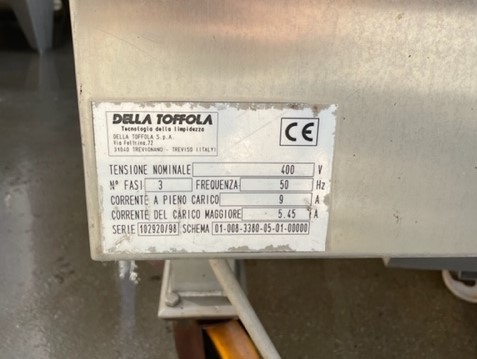 DELLA TOFFOLA
Tecnologia della limpidezza
DELLA TOFFOLA S.p.A.
Via Feltrina,72
31040 TREVIGNANO - TREVISO (ITALY)
CE
TENSIONE NOMINALE 400 V
N° FASI 3 FREQUENZA 50 Hz
CORRENTE A PIENO CARICO 9 A
CORRENTE DEL CARICO MAGGIORE 5.45 A
SERIE 102920/98 SCHEMA 01-008-3380-05-01-00000